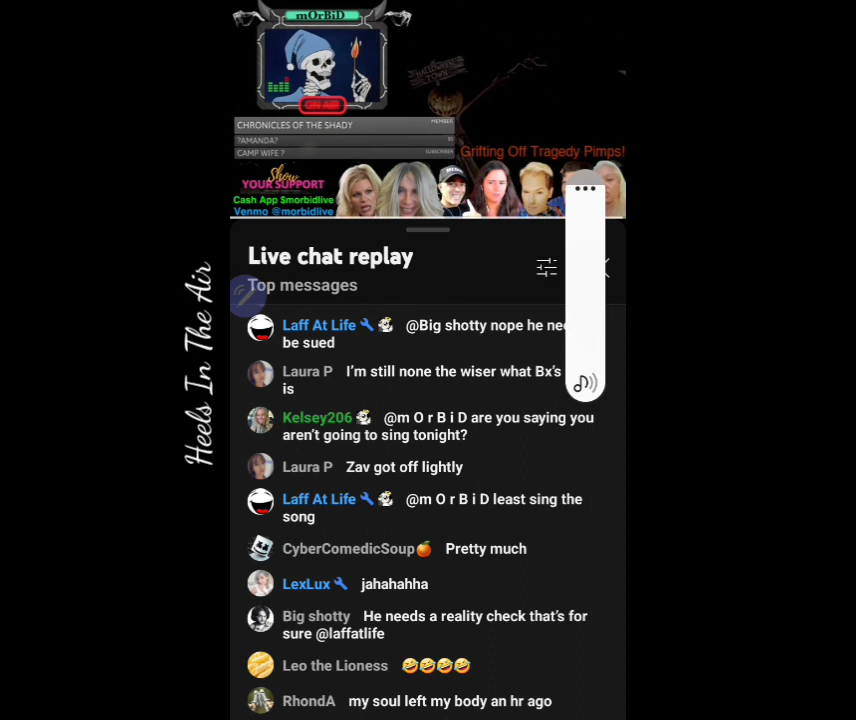 mOrBiD
HALLOWEEN
TOWN
ON AIR
CHRONICLES OF THE SHADY
MEMBER
?AMANDA?
CAMP WIFE ?
SUBSCRIBER
Grifting Off Tragedy Pimps!
Show
YOUR SUPPORT
Cash App $morbidlive
Venmo @morbidlive
Heels In The Air
Live chat replay
Top messages
Laff At Life @Big shotty nope he
be sued
Laura P I'm still none the wiser what Bx's
is
Kelsey206 @m O r B i D are you saying you
aren't going to sing tonight?
Laura P Zav got off lightly
Laff At Life @m O r B i D least sing the
song
CyberComedicSoup🍊 Pretty much
LexLux jahahahha
Big shotty He needs a reality check that's for
sure @laffatlife
Leo the Lioness 🤣🤣🤣🤣
RhondA my soul left my body an hr ago